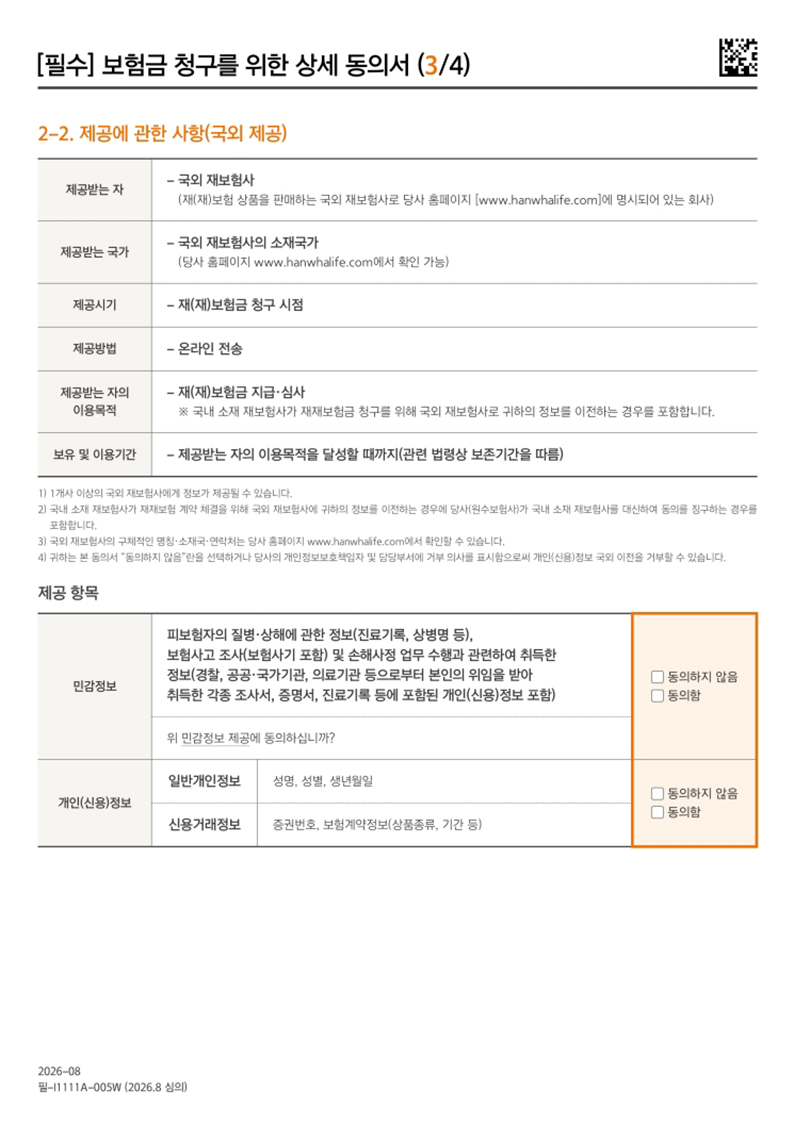 [필수] 보험금 청구를 위한 상세 동의서 (3/4)
2-2. 제공에 관한 사항(국외 제공)
제공받는 자
– 국외 재보험사
(재(재)보험 상품을 판매하는 국외 재보험사로 당사 홈페이지 [www.hanwhalife.com]에 명시되어 있는 회사)
제공받는 국가
– 국외 재보험사의 소재국가
(당사 홈페이지 www.hanwhalife.com에서 확인 가능)
제공시기
– 재(재)보험금 청구 시점
제공방법
– 온라인 전송
제공받는 자의
이용목적
– 재(재)보험금 지급·심사
※ 국내 소재 재보험사가 재재보험금 청구를 위해 국외 재보험사로 귀하의 정보를 이전하는 경우를 포함합니다.
보유 및 이용기간
– 제공받는 자의 이용목적을 달성할 때까지(관련 법령상 보존기간을 따름)
1) 1개사 이상의 국외 재보험사에게 정보가 제공될 수 있습니다.
2) 국내 소재 재보험사가 재재보험 계약 체결을 위해 국외 재보험사에 귀하의 정보를 이전하는 경우에 당사(원수보험사)가 국내 소재 재보험사를 대신하여 동의를 징구하는 경우를
포함합니다.
3) 국외 재보험사의 구체적인 명칭·소재국·연락처는 당사 홈페이지 www.hanwhalife.com에서 확인할 수 있습니다.
4) 귀하는 본 동의서 “동의하지 않음”란을 선택하거나 당사의 개인정보보호책임자 및 담당부서에 거부 의사를 표시함으로써 개인(신용)정보 국외 이전을 거부할 수 있습니다.
제공 항목
민감정보
피보험자의 질병·상해에 관한 정보(진료기록, 상병명 등),
보험사고 조사(보험사기 포함) 및 손해사정 업무 수행과 관련하여 취득한
정보(경찰, 공공·국가기관, 의료기관 등으로부터 본인의 위임을 받아
취득한 각종 조사서, 증명서, 진료기록 등에 포함된 개인(신용)정보 포함)
위 민감정보 제공에 동의하십니까?
동의하지 않음
동의함
개인(신용)정보
일반개인정보
성명, 성별, 생년월일
신용거래정보
증권번호, 보험계약정보(상품종류, 기간 등)
동의하지 않음
동의함
2026-08
필-I1111A-005W (2026.8 심의)